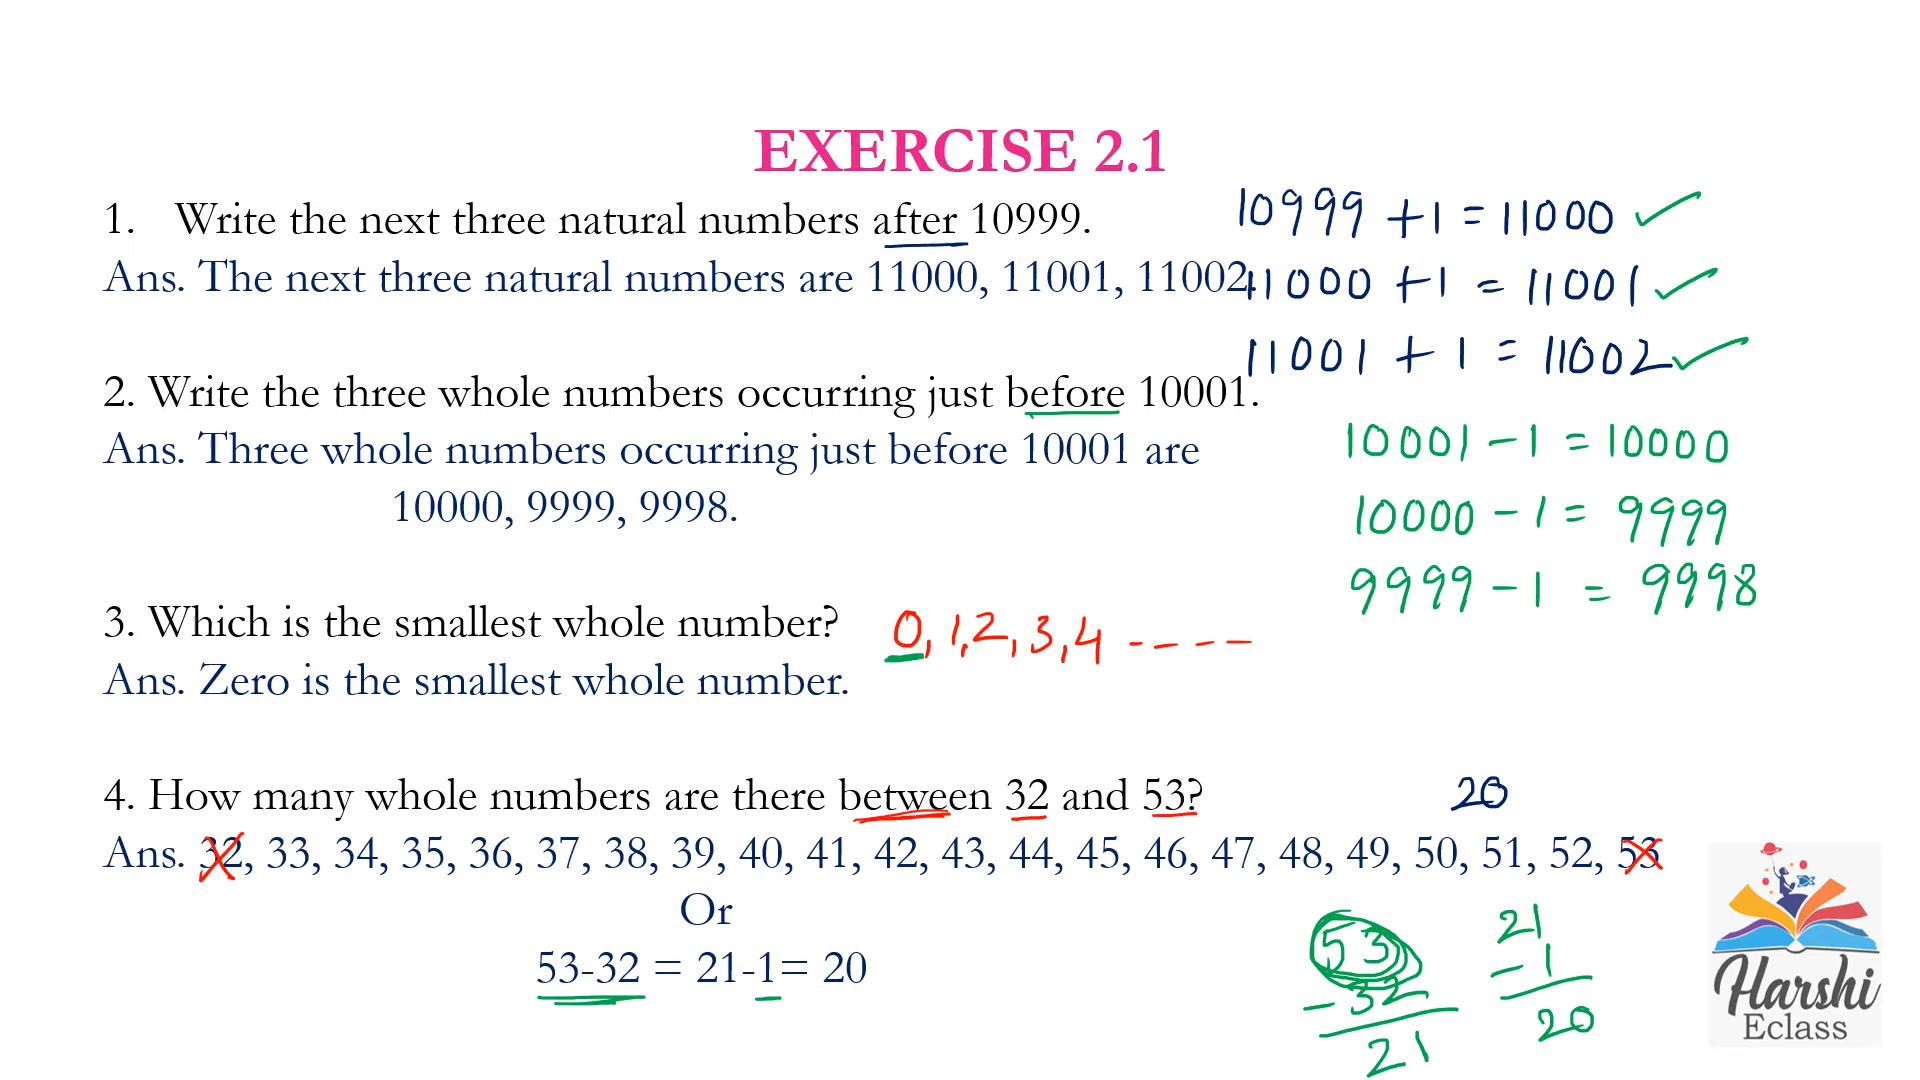 EXERCISE 2.1
1. Write the next three natural numbers after 10999.
10999 + 1 = 11000 ✓
Ans. The next three natural numbers are 11000, 11001, 11002.
11000 + 1 = 11001 ✓
11001 + 1 = 11002 ✓
2. Write the three whole numbers occurring just before 10001.
10001 - 1 = 10000
Ans. Three whole numbers occurring just before 10001 are
10000, 9999, 9998.
10000 - 1 = 9999
9999 - 1 = 9998
3. Which is the smallest whole number?
0, 1, 2, 3, 4 - - - -
Ans. Zero is the smallest whole number.
4. How many whole numbers are there between 32 and 53?
20
Ans. 32, 33, 34, 35, 36, 37, 38, 39, 40, 41, 42, 43, 44, 45, 46, 47, 48, 49, 50, 51, 52, 53
Or
53-32 = 21-1= 20
53
- 32
21
21
- 1
20
Harshi
Eclass